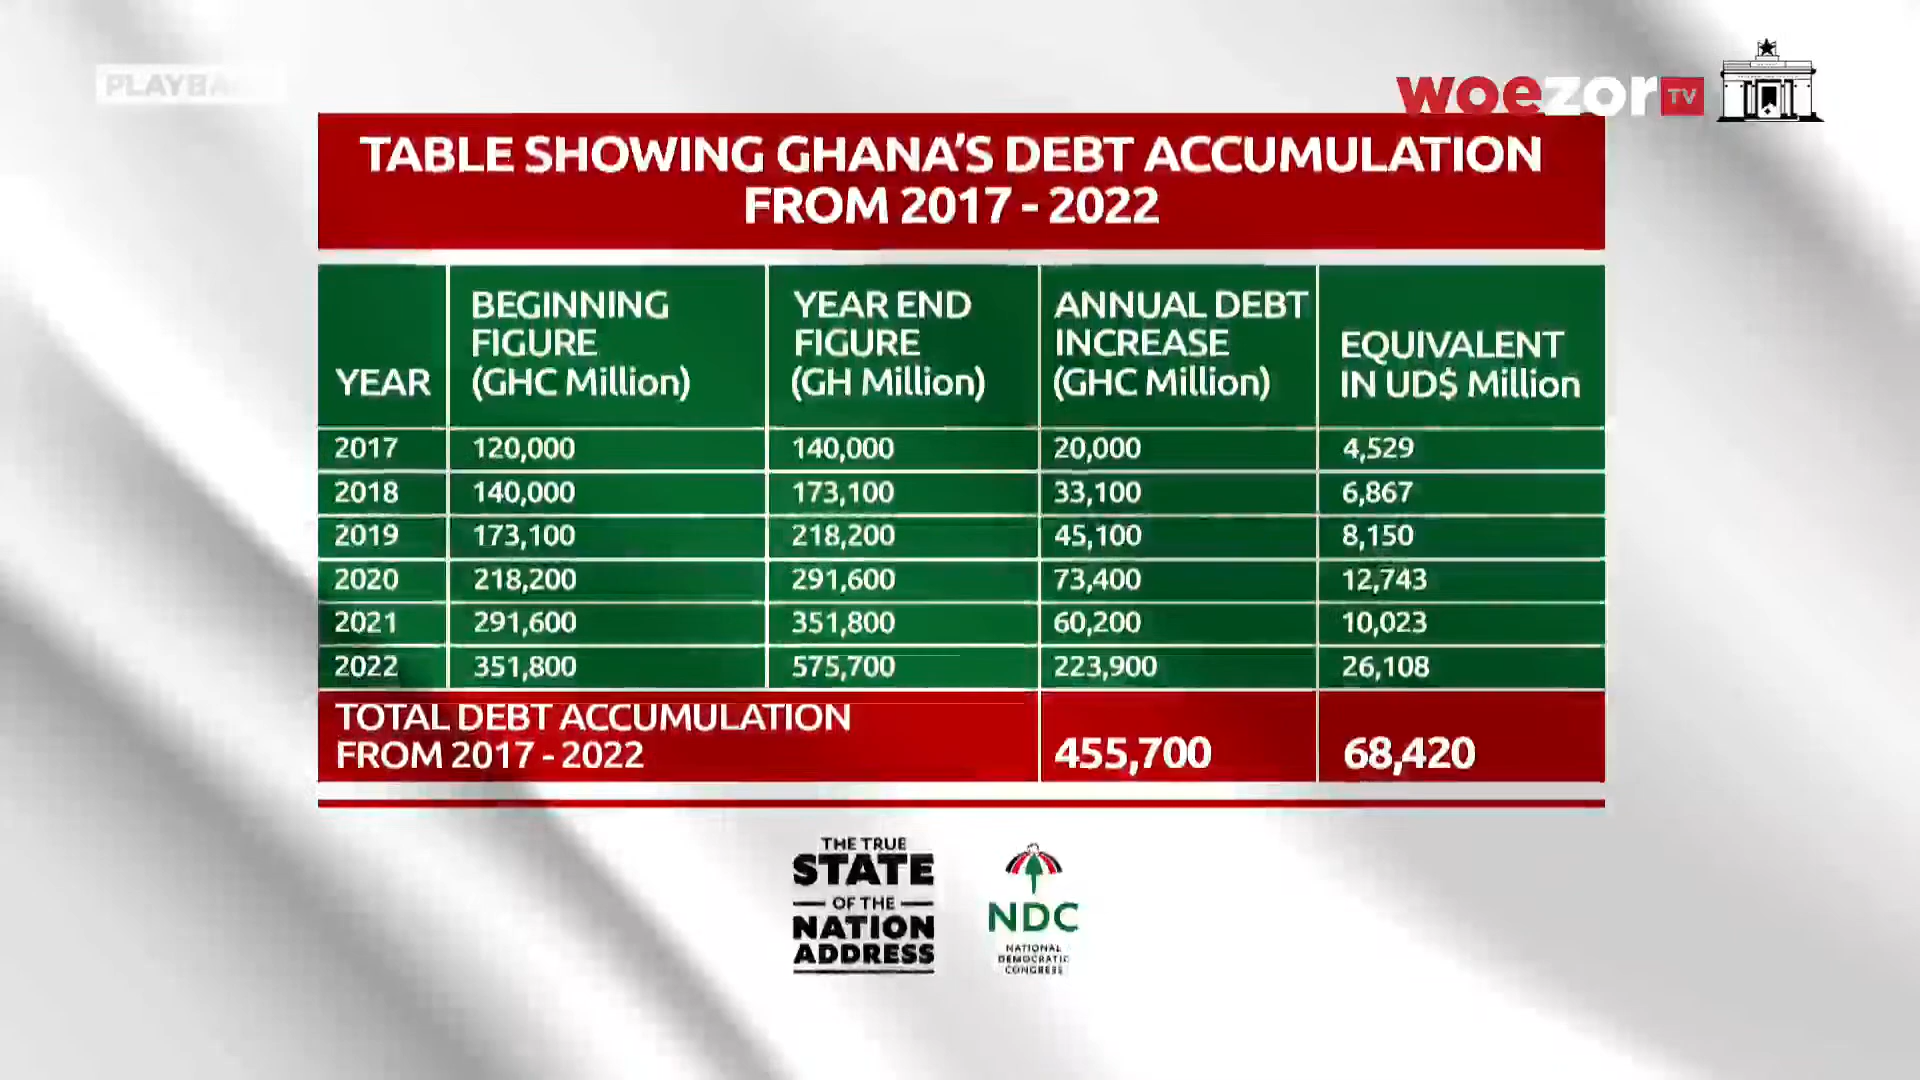 PLAYBA
woezor TV
TABLE SHOWING GHANA'S DEBT ACCUMULATION
FROM 2017 - 2022
YEAR
BEGINNING
FIGURE
(GHC Million)
YEAR END
FIGURE
(GH Million)
ANNUAL DEBT
INCREASE
(GHC Million)
EQUIVALENT
IN UD$ Million
2017 120,000 140,000 20,000 4,529
2018 140,000 173,100 33,100 6,867
2019 173,100 218,200 45,100 8,150
2020 218,200 291,600 73,400 12,743
2021 291,600 351,800 60,200 10,023
2022 351,800 575,700 223,900 26,108
TOTAL DEBT ACCUMULATION
FROM 2017 - 2022 455,700 68,420
THE TRUE
STATE
OF THE
NATION
ADDRESS
NDC
NATIONAL
DEMOCRATIC
CONGRESS